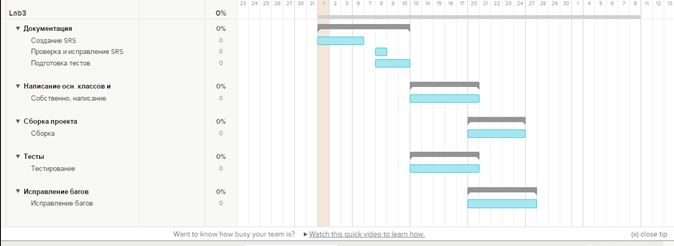 23 24 25 26 27 28 29 30 31 1 2 3 4 5 6 7 8 9 10 11 12 13 14 15 16 17 18 19 20 21 22 23 24 25 26 27 28 29 30 1 2 3 4 5 6 7 8 9 10 11 12 13
Lab3 0%
Документация 0%
Создание SRS 0
Проверка и исправление SRS 0
Подготовка тестов 0
Написание осн. классов и 0%
Собственно, написание 0
Сборка проекта 0%
Сборка 0
Тесты 0%
Тестирование 0
Исправление багов 0%
Исправление багов 0
Want to know how busy your team is? Watch this quick video to learn how. (x) close tip